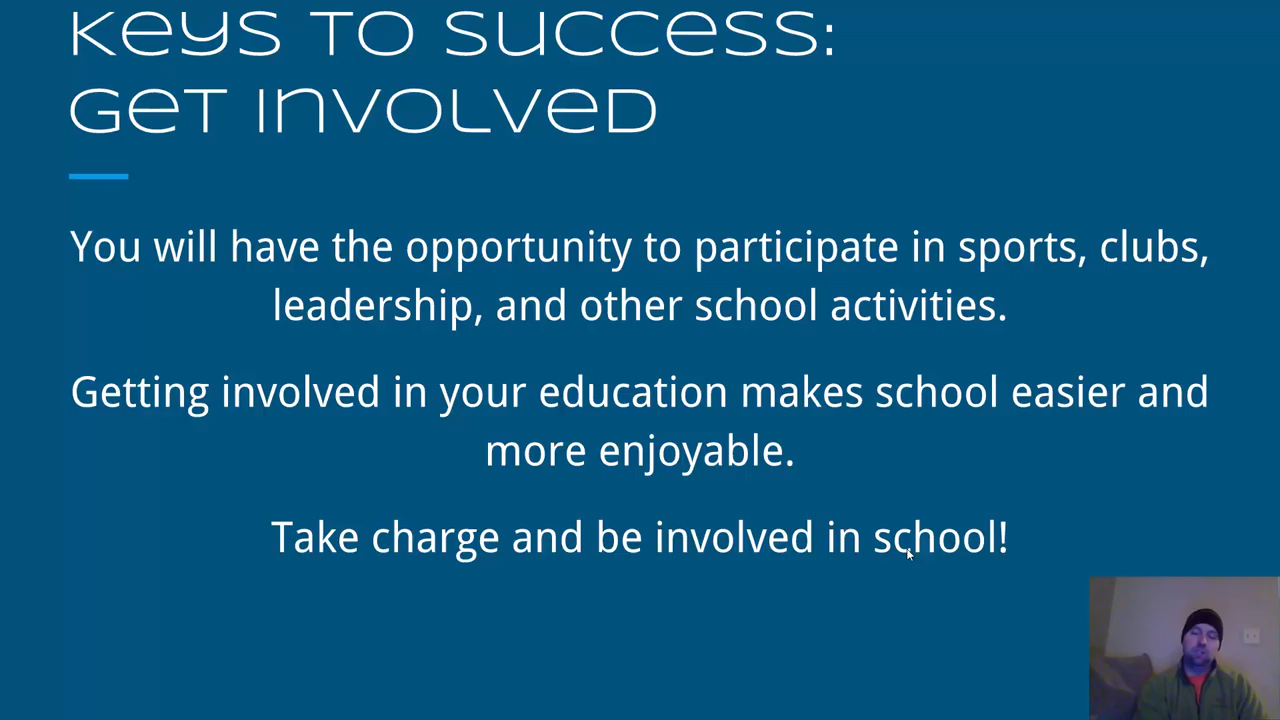 Keys to Success:
Get Involved
You will have the opportunity to participate in sports, clubs,
leadership, and other school activities.
Getting involved in your education makes school easier and
more enjoyable.
Take charge and be involved in school!